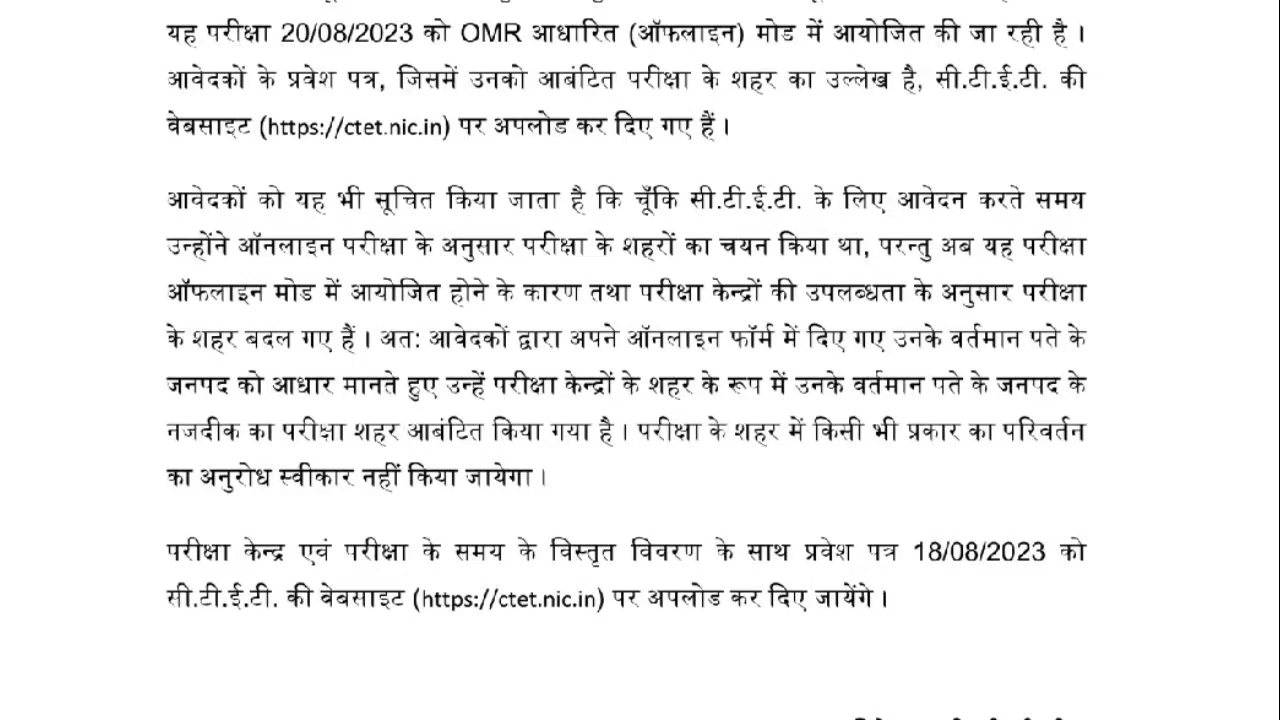 यह परीक्षा 20/08/2023 को OMR आधारित (ऑफलाइन) मोड में आयोजित की जा रही है ।
आवेदकों के प्रवेश पत्र, जिसमें उनको आबंटित परीक्षा के शहर का उल्लेख है, सी.टी.ई.टी. की
वेबसाइट (https://ctet.nic.in) पर अपलोड कर दिए गए हैं ।
आवेदकों को यह भी सूचित किया जाता है कि चूँकि सी.टी.ई.टी. के लिए आवेदन करते समय
उन्होंने ऑनलाइन परीक्षा के अनुसार परीक्षा के शहरों का चयन किया था, परन्तु अब यह परीक्षा
ऑफलाइन मोड में आयोजित होने के कारण तथा परीक्षा केन्द्रों की उपलब्धता के अनुसार परीक्षा
के शहर बदल गए हैं । अत: आवेदकों द्वारा अपने ऑनलाइन फॉर्म में दिए गए उनके वर्तमान पते के
जनपद को आधार मानते हुए उन्हें परीक्षा केन्द्रों के शहर के रूप में उनके वर्तमान पते के जनपद के
नजदीक का परीक्षा शहर आबंटित किया गया है । परीक्षा के शहर में किसी भी प्रकार का परिवर्तन
का अनुरोध स्वीकार नहीं किया जायेगा ।
परीक्षा केन्द्र एवं परीक्षा के समय के विस्तृत विवरण के साथ प्रवेश पत्र 18/08/2023 को
सी.टी.ई.टी. की वेबसाइट (https://ctet.nic.in) पर अपलोड कर दिए जायेंगे ।